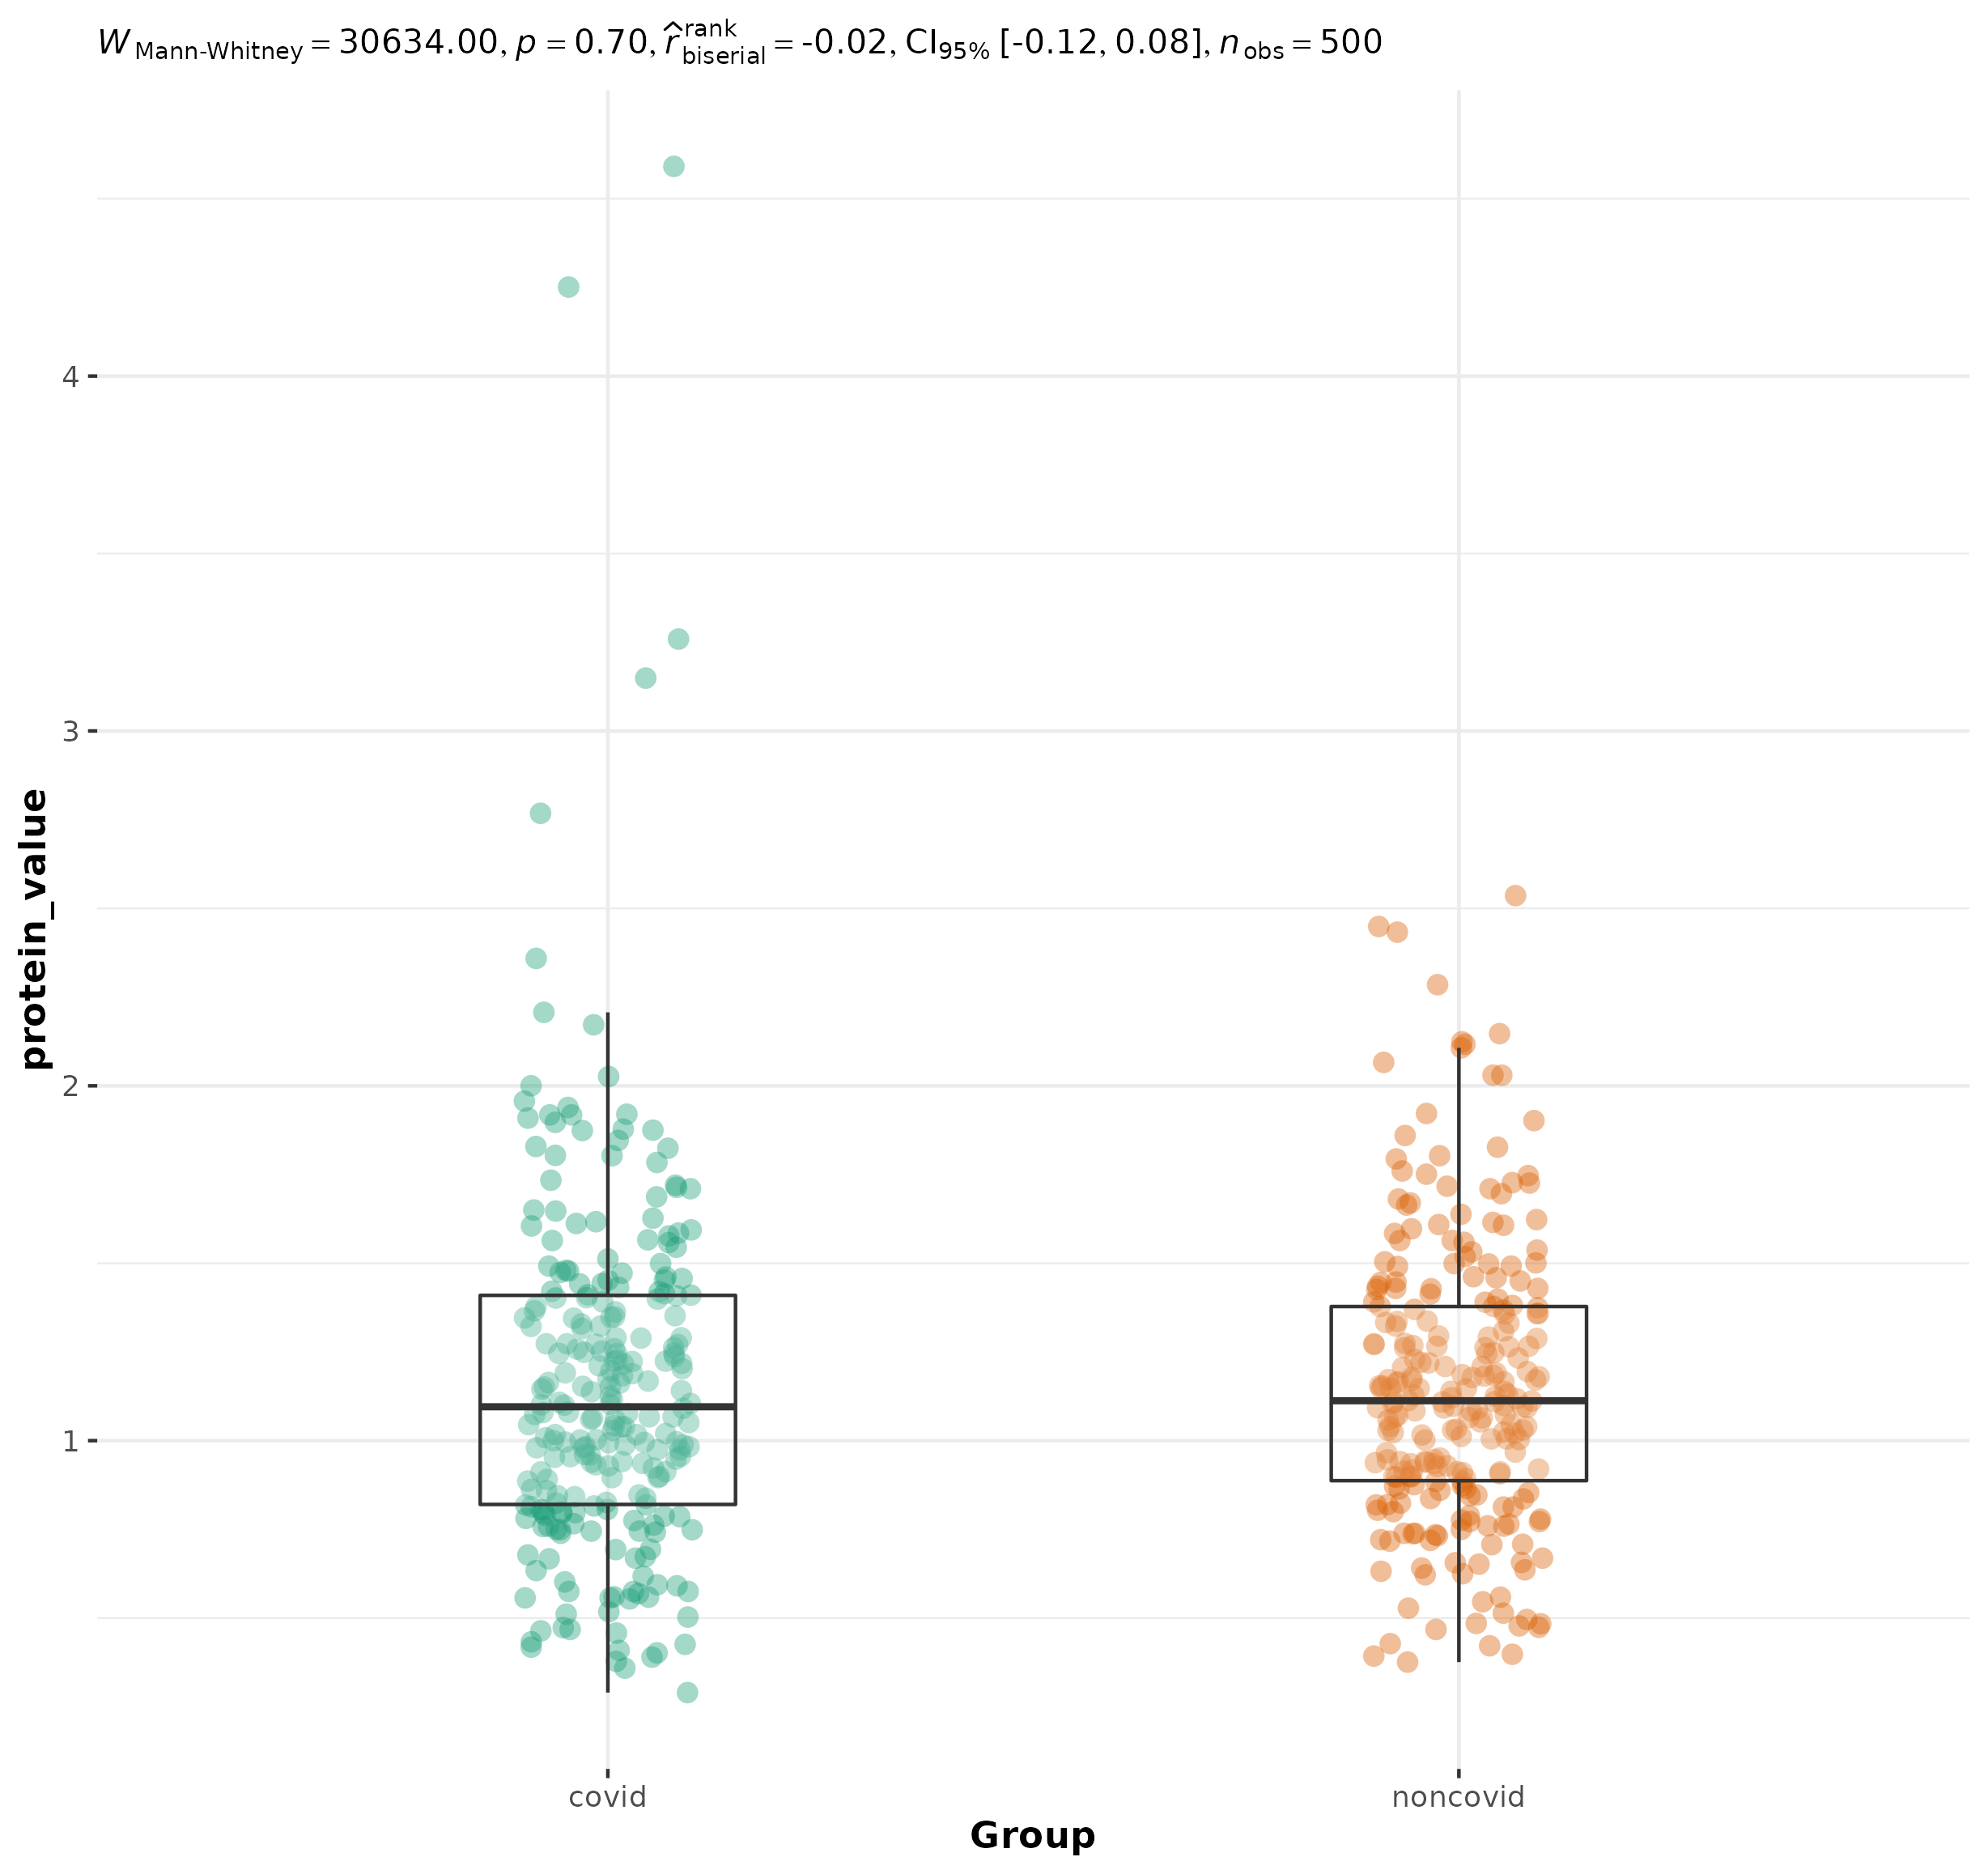 W Mann-Whitney = 30634.00, p = 0.70, r̂ rank biserial = -0.02, CI95% [-0.12, 0.08], n obs = 500
4
3
2
1
protein_value
covid noncovid
Group